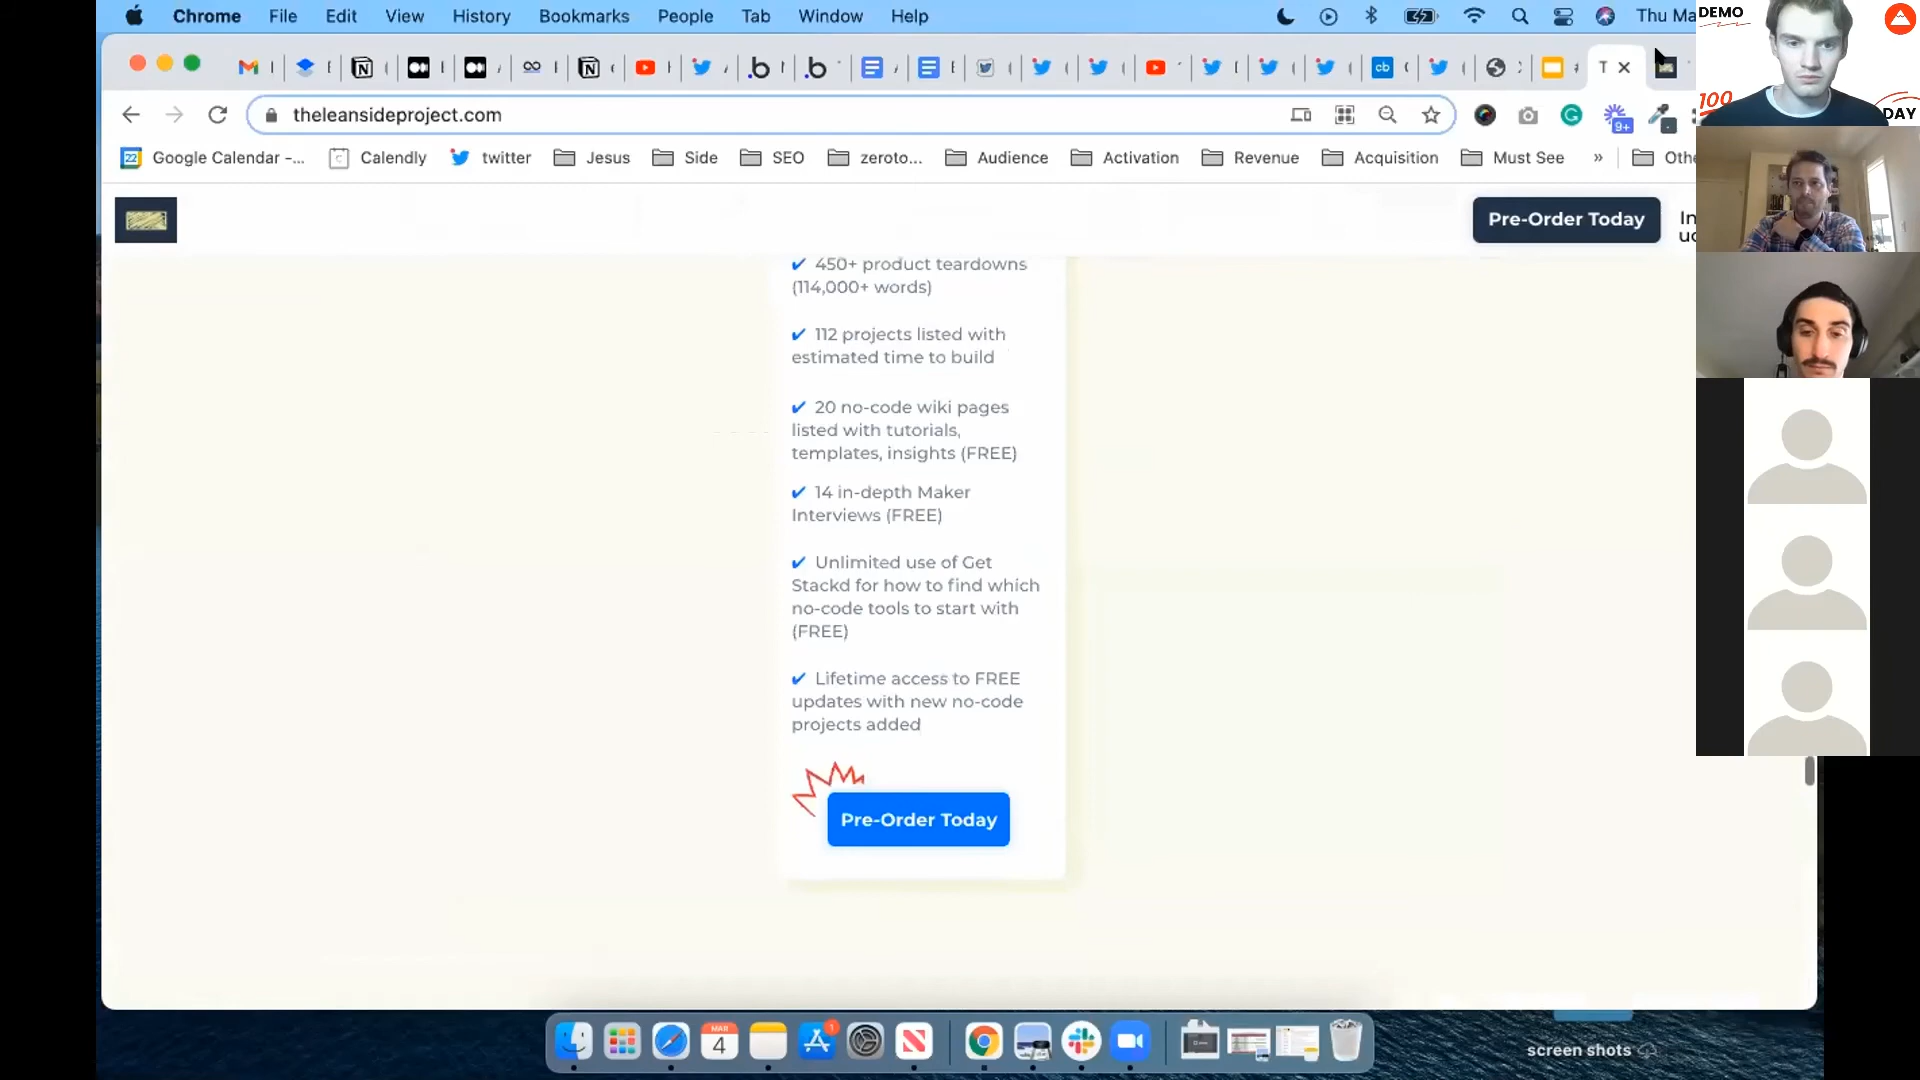 Chrome File Edit View History Bookmarks People Tab Window Help
Thu Ma
theleansideproject.com
9+
22 Google Calendar -... Calendly twitter Jesus Side SEO zeroto... Audience Activation Revenue Acquisition Must See » Othe
Pre-Order Today
✔ 450+ product teardowns
(114,000+ words)
✔ 112 projects listed with
estimated time to build
✔ 20 no-code wiki pages
listed with tutorials,
templates, insights (FREE)
✔ 14 in-depth Maker
Interviews (FREE)
✔ Unlimited use of Get
Stackd for how to find which
no-code tools to start with
(FREE)
✔ Lifetime access to FREE
updates with new no-code
projects added
Pre-Order Today
MAR
4
1
screen shots
DEMO
100
DAY